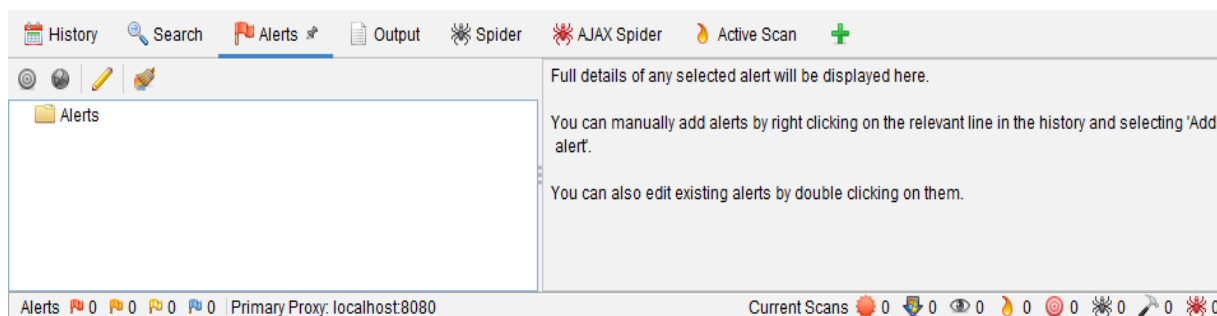 History Search Alerts Output Spider AJAX Spider Active Scan
Alerts
Full details of any selected alert will be displayed here.
You can manually add alerts by right clicking on the relevant line in the history and selecting 'Add
alert'.
You can also edit existing alerts by double clicking on them.
Alerts 0 0 0 0 Primary Proxy: localhost:8080 Current Scans 0 0 0 0 0 0 0 0